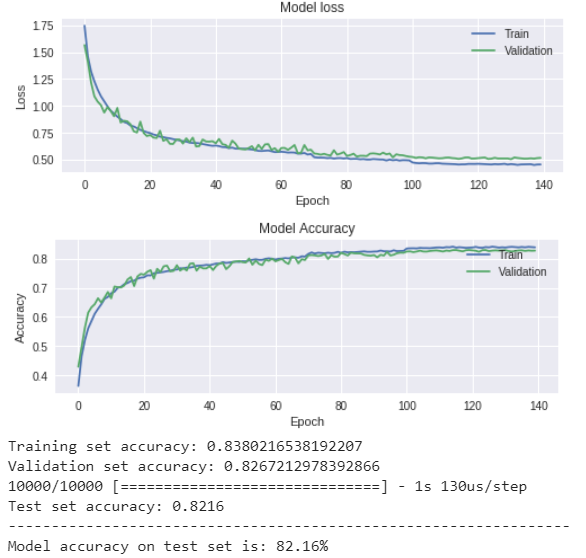 Model loss
1.75
1.50
1.25
1.00
0.75
0.50
Loss
Train
Validation
0 20 40 60 80 100 120 140
Epoch
Model Accuracy
0.8
0.7
0.6
0.5
0.4
Accuracy
Train
Validation
0 20 40 60 80 100 120 140
Epoch
Training set accuracy: 0.8380216538192207
Validation set accuracy: 0.8267212978392866
10000/10000 [==============================] - 1s 130us/step
Test set accuracy: 0.8216
----------------------------------------------------------------
Model accuracy on test set is: 82.16%